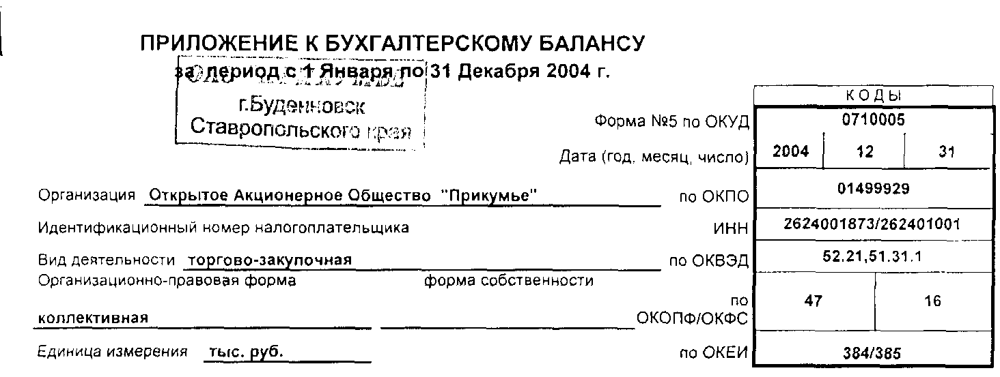 ПРИЛОЖЕНИЕ К БУХГАЛТЕРСКОМУ БАЛАНСУ
за период с 1 Января по 31 Декабря 2004 г.
г.Буденновск
Ставропольского края
КОДЫ
Форма №5 по ОКУД 0710005
Дата (год, месяц, число) 2004 12 31
Организация Открытое Акционерное Общество "Прикумье" по ОКПО 01499929
Идентификационный номер налогоплательщика ИНН 2624001873/262401001
Вид деятельности торгово-закупочная по ОКВЭД 52.21,51.31.1
Организационно-правовая форма форма собственности
по 47 16
коллективная ОКОПФ/ОКФС
Единица измерения тыс. руб. по ОКЕИ 384/385